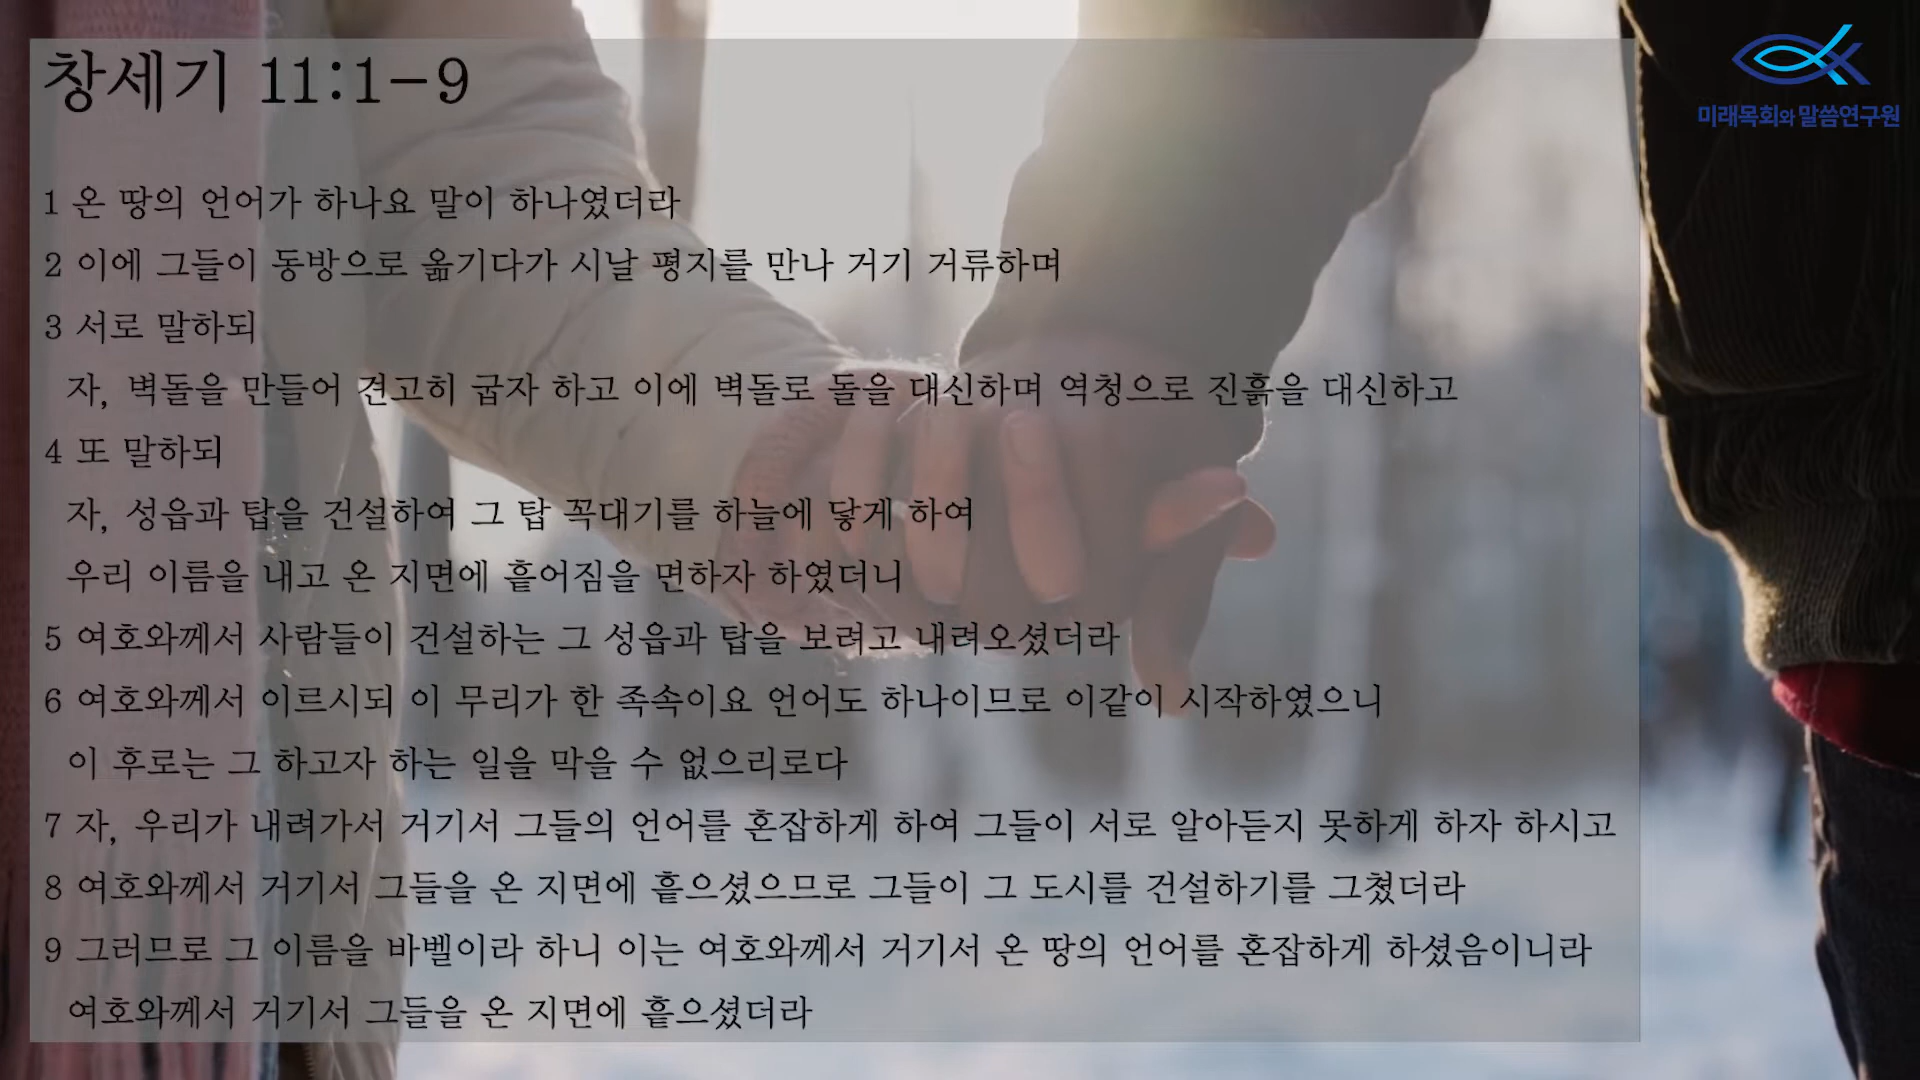 창세기 11:1-9
미래목회와 말씀연구원
1 온 땅의 언어가 하나요 말이 하나였더라
2 이에 그들이 동방으로 옮기다가 시날 평지를 만나 거기 거류하며
3 서로 말하되
자, 벽돌을 만들어 견고히 굽자 하고 이에 벽돌로 돌을 대신하며 역청으로 진흙을 대신하고
4 또 말하되
자, 성읍과 탑을 건설하여 그 탑 꼭대기를 하늘에 닿게 하여
우리 이름을 내고 온 지면에 흩어짐을 면하자 하였더니
5 여호와께서 사람들이 건설하는 그 성읍과 탑을 보려고 내려오셨더라
6 여호와께서 이르시되 이 무리가 한 족속이요 언어도 하나이므로 이같이 시작하였으니
이 후로는 그 하고자 하는 일을 막을 수 없으리로다
7 자, 우리가 내려가서 거기서 그들의 언어를 혼잡하게 하여 그들이 서로 알아듣지 못하게 하자 하시고
8 여호와께서 거기서 그들을 온 지면에 흩으셨으므로 그들이 그 도시를 건설하기를 그쳤더라
9 그러므로 그 이름을 바벨이라 하니 이는 여호와께서 거기서 온 땅의 언어를 혼잡하게 하셨음이니라
여호와께서 거기서 그들을 온 지면에 흩으셨더라